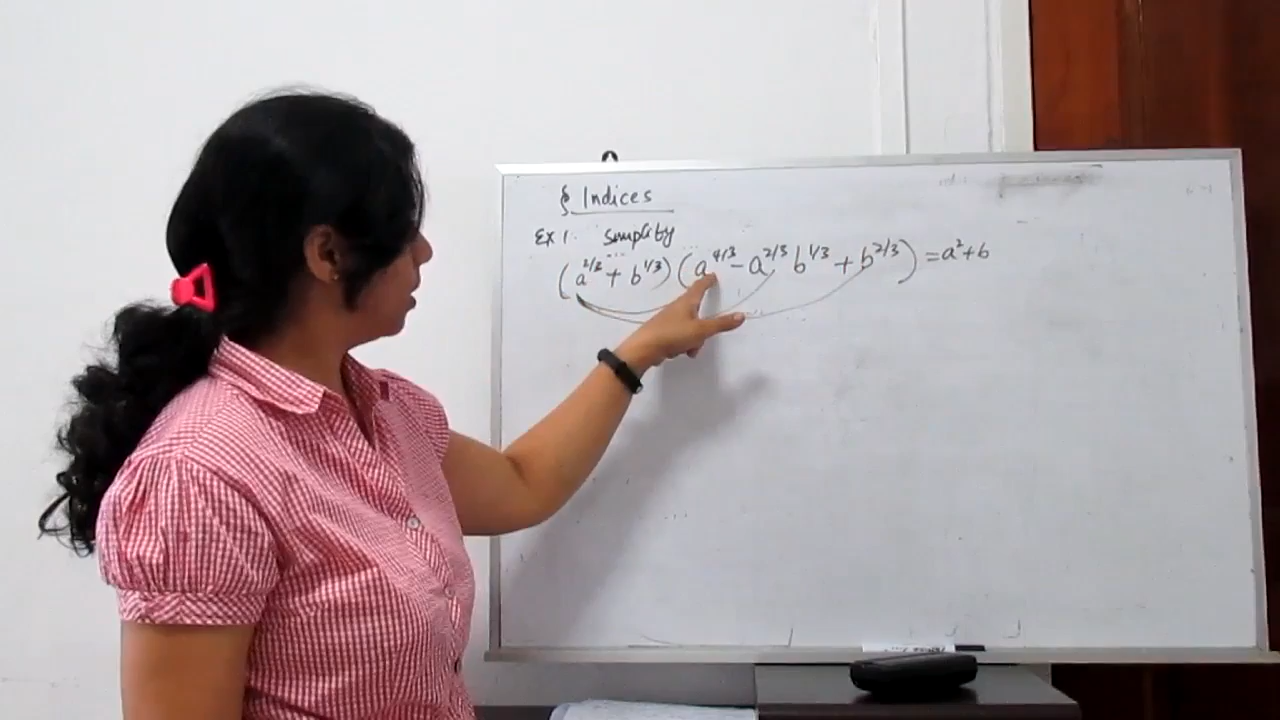 § Indices
Ex 1. Simplify
(a^2/3 + b^1/3) (a^4/3 - a^2/3 b^1/3 + b^2/3) = a^2 + b